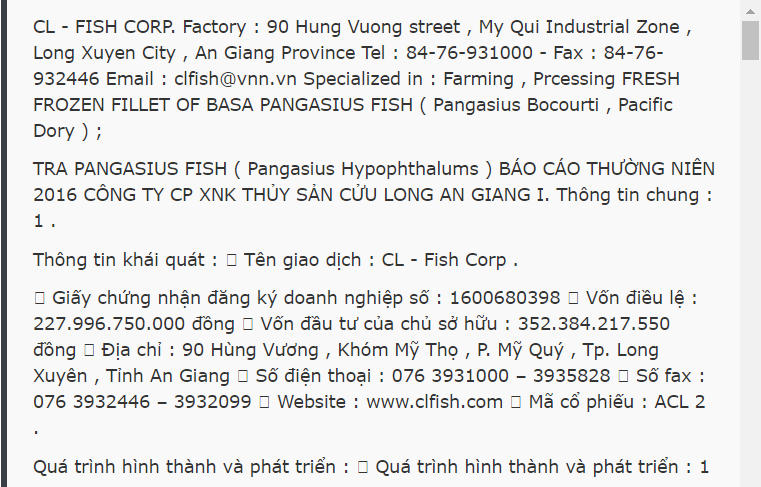 CL - FISH CORP. Factory : 90 Hung Vuong street , My Qui Industrial Zone ,
Long Xuyen City , An Giang Province Tel : 84-76-931000 - Fax : 84-76-
932446 Email : clfish@vnn.vn Specialized in : Farming , Prcessing FRESH
FROZEN FILLET OF BASA PANGASIUS FISH ( Pangasius Bocourti , Pacific
Dory ) ;
TRA PANGASIUS FISH ( Pangasius Hypophthalums ) BÁO CÁO THƯỜNG NIÊN
2016 CÔNG TY CP XNK THỦY SẢN CỬU LONG AN GIANG I. Thông tin chung :
1 .
Thông tin khái quát :  Tên giao dịch : CL - Fish Corp .
 Giấy chứng nhận đăng ký doanh nghiệp số : 1600680398  Vốn điều lệ :
227.996.750.000 đồng  Vốn đầu tư của chủ sở hữu : 352.384.217.550
đồng  Địa chỉ : 90 Hùng Vương , Khóm Mỹ Thọ , P. Mỹ Quý , Tp. Long
Xuyên , Tỉnh An Giang  Số điện thoại : 076 3931000 – 3935828  Số fax :
076 3932446 – 3932099  Website : www.clfish.com  Mã cổ phiếu : ACL 2
.
Quá trình hình thành và phát triển :  Quá trình hình thành và phát triển : 1